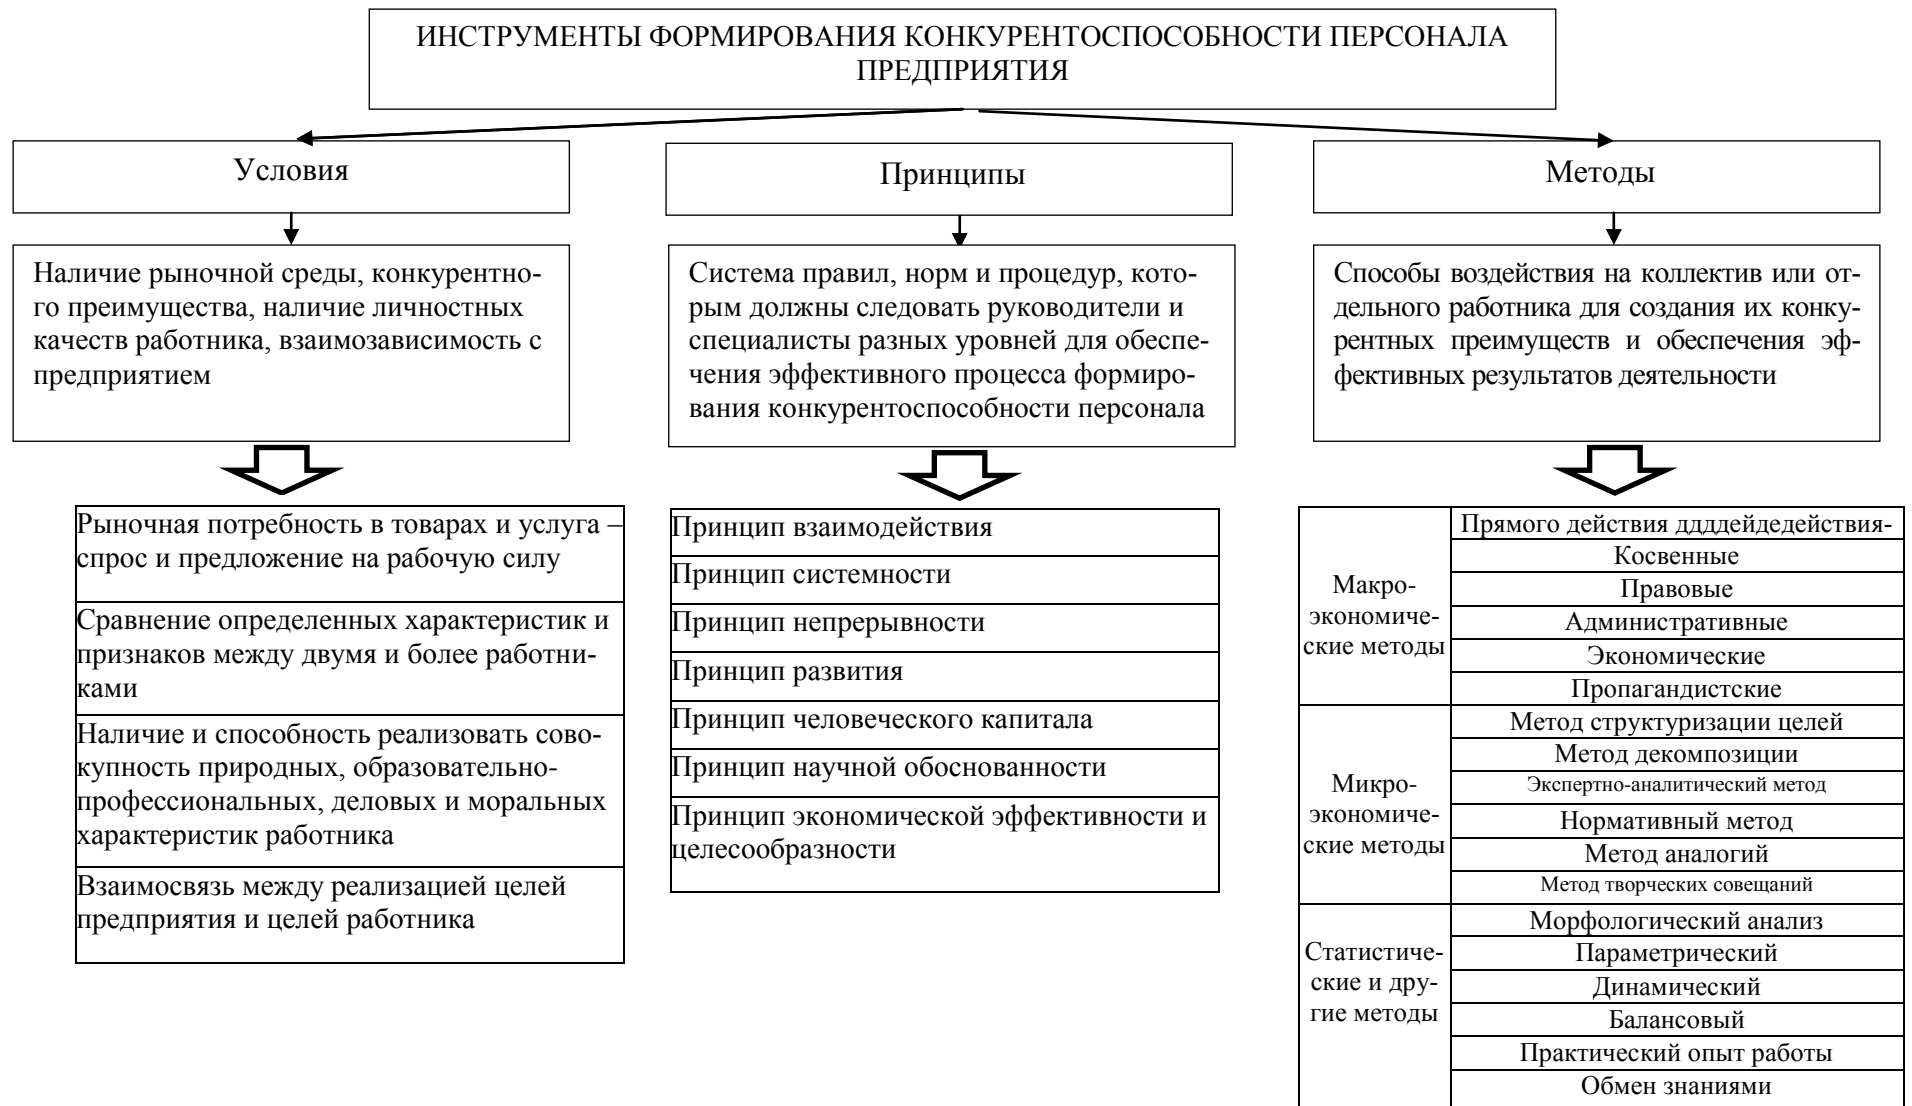 ИНСТРУМЕНТЫ ФОРМИРОВАНИЯ КОНКУРЕНТОСПОСОБНОСТИ ПЕРСОНАЛА
ПРЕДПРИЯТИЯ
Условия
Наличие рыночной среды, конкурентно-
го преимущества, наличие личностных
качеств работника, взаимозависимость с
предприятием
Рыночная потребность в товарах и услуга –
спрос и предложение на рабочую силу
Сравнение определенных характеристик и
признаков между двумя и более работни-
ками
Наличие и способность реализовать сово-
купность природных, образовательно-
профессиональных, деловых и моральных
характеристик работника
Взаимосвязь между реализацией целей
предприятия и целей работника
Принципы
Система правил, норм и процедур, кото-
рым должны следовать руководители и
специалисты разных уровней для обеспе-
чения эффективного процесса формиро-
вания конкурентоспособности персонала
Принцип взаимодействия
Принцип системности
Принцип непрерывности
Принцип развития
Принцип человеческого капитала
Принцип научной обоснованности
Принцип экономической эффективности и
целесообразности
Методы
Способы воздействия на коллектив или от-
дельного работника для создания их конку-
рентных преимуществ и обеспечения эф-
фективных результатов деятельности
Макро-
экономиче-
ские методы
Прямого действия ддддейдедействия-
Косвенные
Правовые
Административные
Экономические
Пропагандистские
Микро-
экономиче-
ские методы
Метод структуризации целей
Метод декомпозиции
Экспертно-аналитический метод
Нормативный метод
Метод аналогий
Метод творческих совещаний
Статистиче-
ские и дру-
гие методы
Морфологический анализ
Параметрический
Динамический
Балансовый
Практический опыт работы
Обмен знаниями